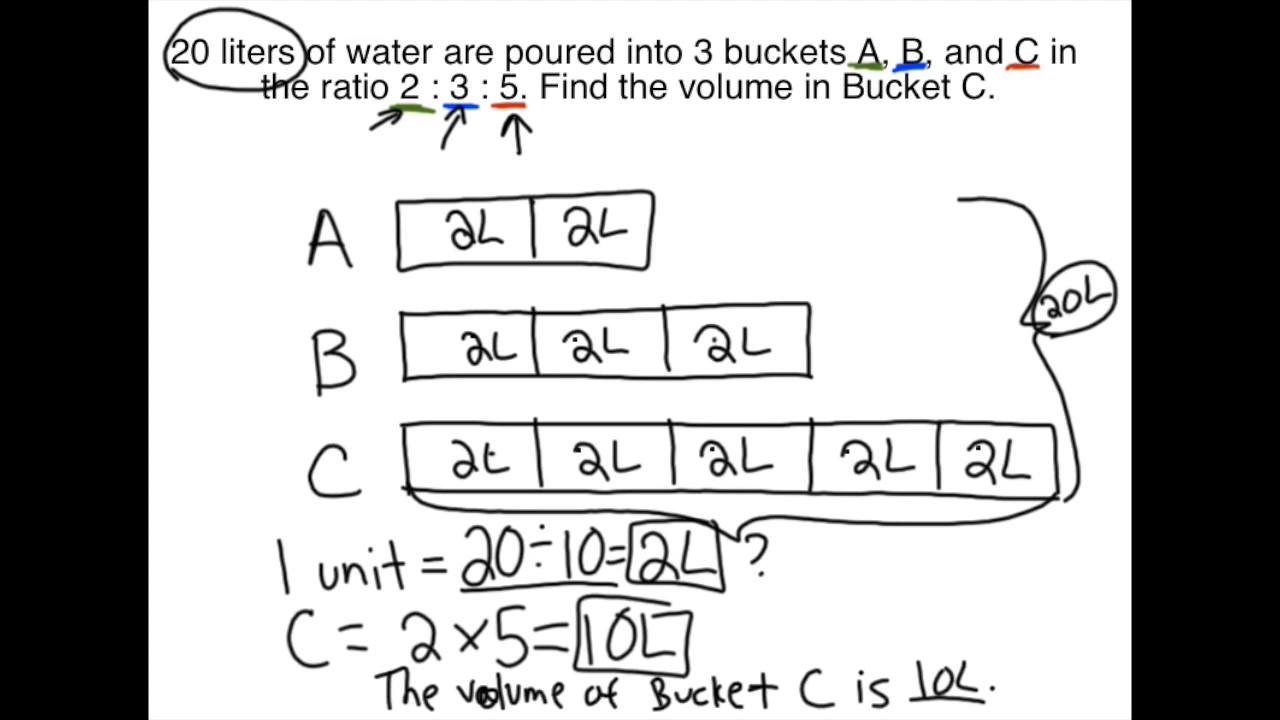 20 liters of water are poured into 3 buckets A, B, and C in
the ratio 2 : 3 : 5. Find the volume in Bucket C.
A 2L 2L
20L
B 2L 2L 2L
C 2L 2L 2L 2L 2L
1 unit = 20÷10=2L ?
C = 2×5=10L
The volume of Bucket C is 10L.